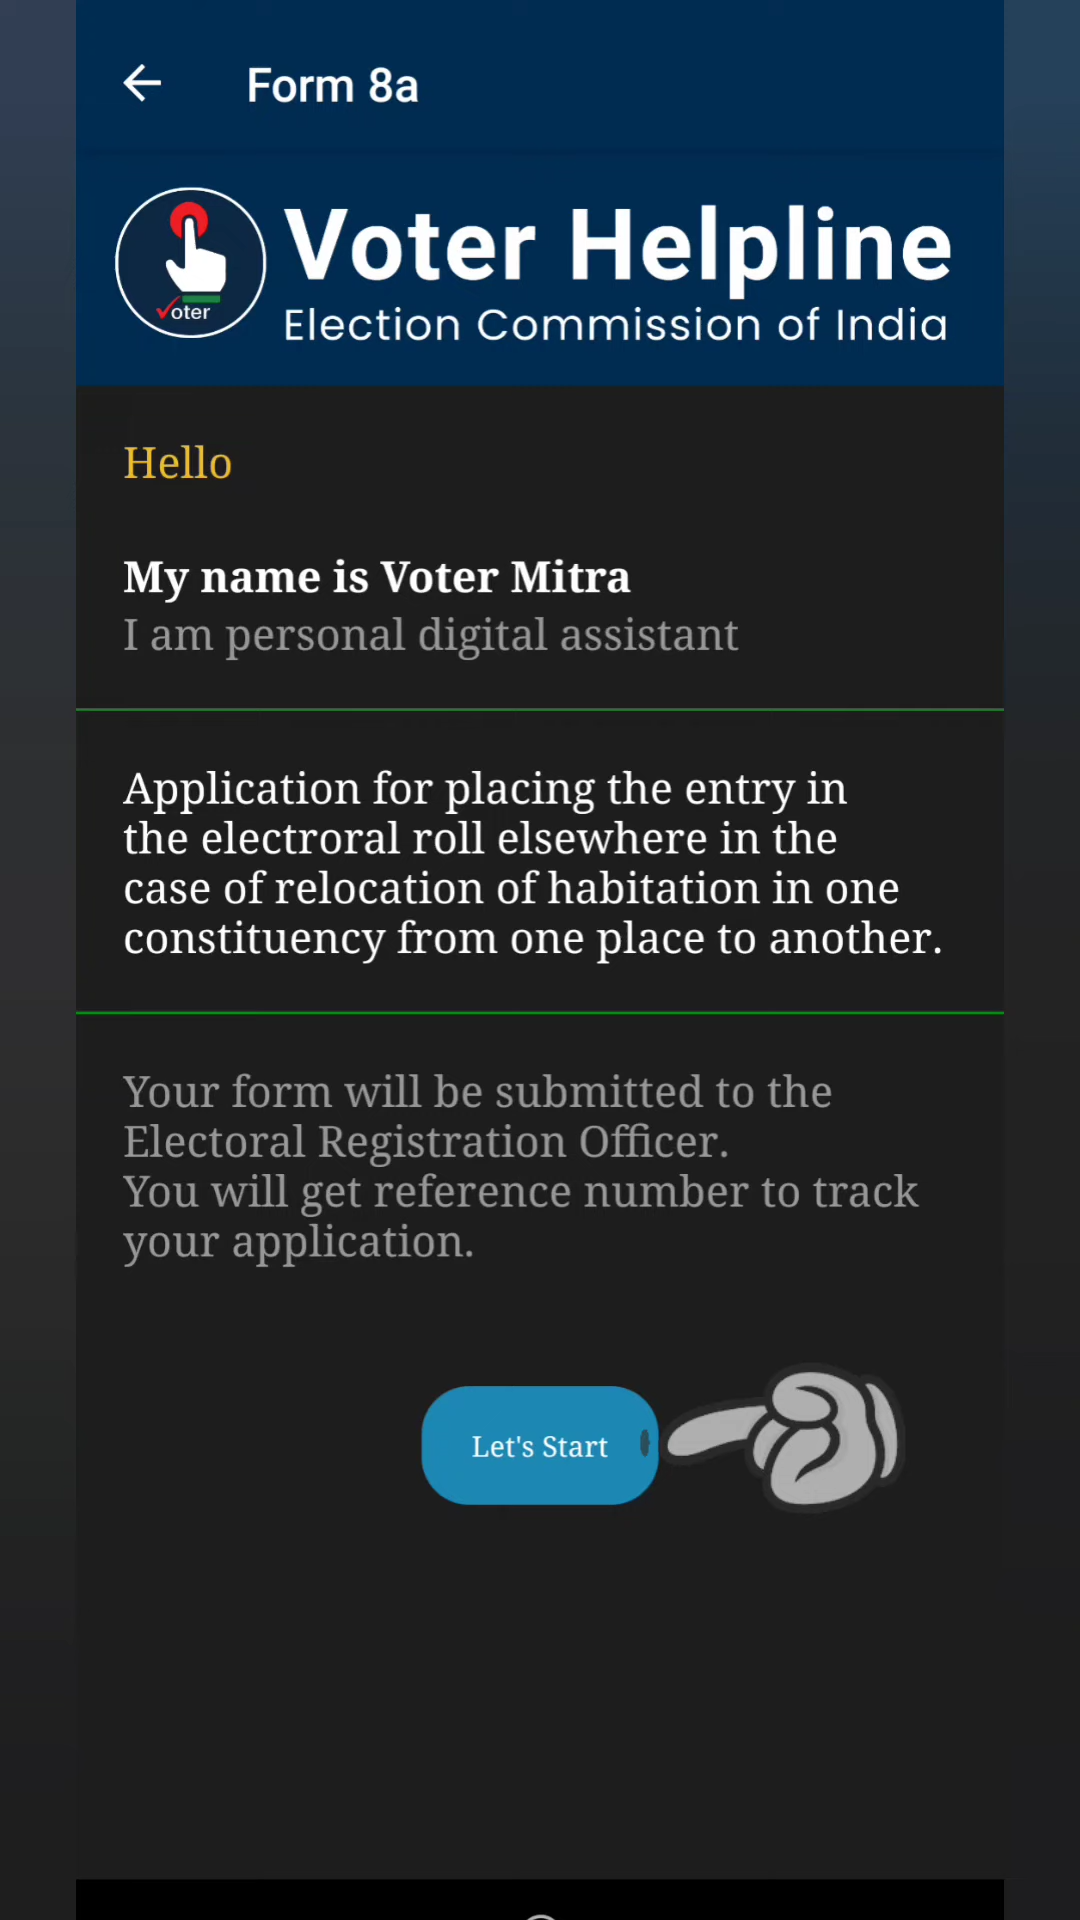 Form 8a
Voter Helpline
oter
Election Commission of India
Hello
My name is Voter Mitra
I am personal digital assistant
Application for placing the entry in
the electroral roll elsewhere in the
case of relocation of habitation in one
constituency from one place to another.
Your form will be submitted to the
Electoral Registration Officer.
You will get reference number to track
your application.
Let's Start